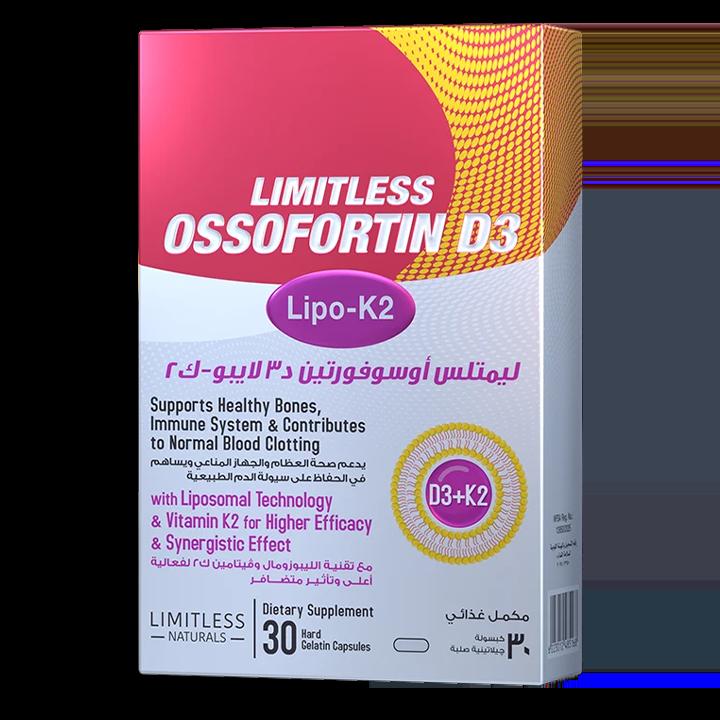 LIMITLESS
OSSOFORTIN D3
Lipo-K2
ليمتلس أوسوفورتين د٣ لايبو-ك٢
Supports Healthy Bones,
Immune System & Contributes
to Normal Blood Clotting
يدعم صحة العظام والجهاز المناعي ويساهم
في الحفاظ على سيولة الدم الطبيعية
with Liposomal Technology
& Vitamin K2 for Higher Efficacy
& Synergistic Effect
مع تقنية الليبوزومال وڤيتامين ك٢ لفعالية
أعلى وتأثير متضافر
D3+K2
LIMITLESS
NATURALS
Dietary Supplement
30 Hard
Gelatin Capsules
مكمل غذائي
٣٠ كبسولة
چيلاتينية صلبة